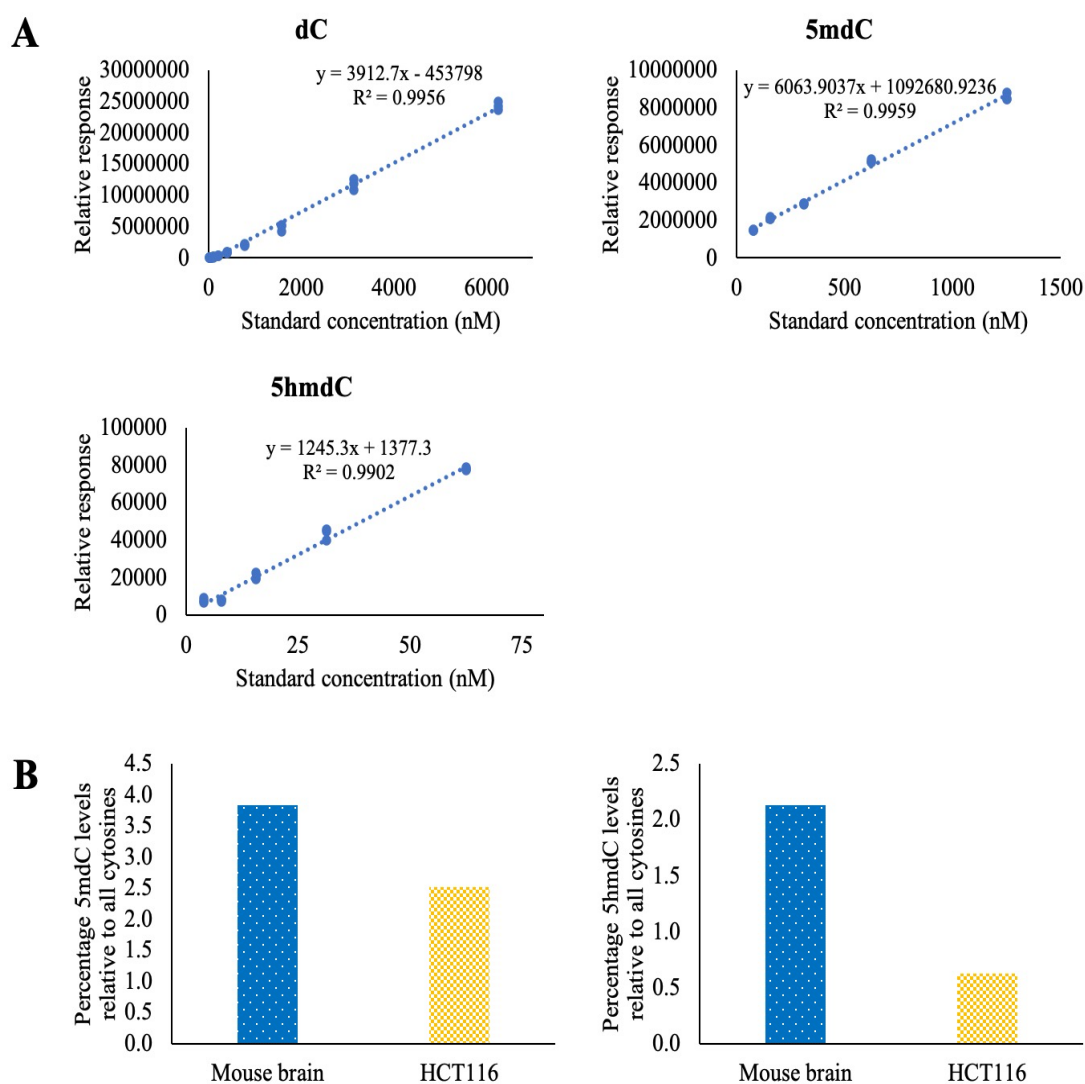 A
dC
y = 3912.7x - 453798
R² = 0.9956
Relative response
30000000
25000000
20000000
15000000
10000000
5000000
0
0 2000 4000 6000
Standard concentration (nM)
5mdC
y = 6063.9037x + 1092680.9236
R² = 0.9959
Relative response
10000000
8000000
6000000
4000000
2000000
0
0 500 1000 1500
Standard concentration (nM)
5hmdC
y = 1245.3x + 1377.3
R² = 0.9902
Relative response
100000
80000
60000
40000
20000
0
0 25 50 75
Standard concentration (nM)
B
Percentage 5mdC levels
relative to all cytosines
4.5
4.0
3.5
3.0
2.5
2.0
1.5
1.0
0.5
0.0
Mouse brain HCT116
Percentage 5hmdC levels
relative to all cytosines
2.5
2.0
1.5
1.0
0.5
0.0
Mouse brain HCT116